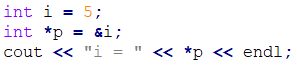 int i = 5;
int *p = &i;
cout << "i = " << *p << endl;